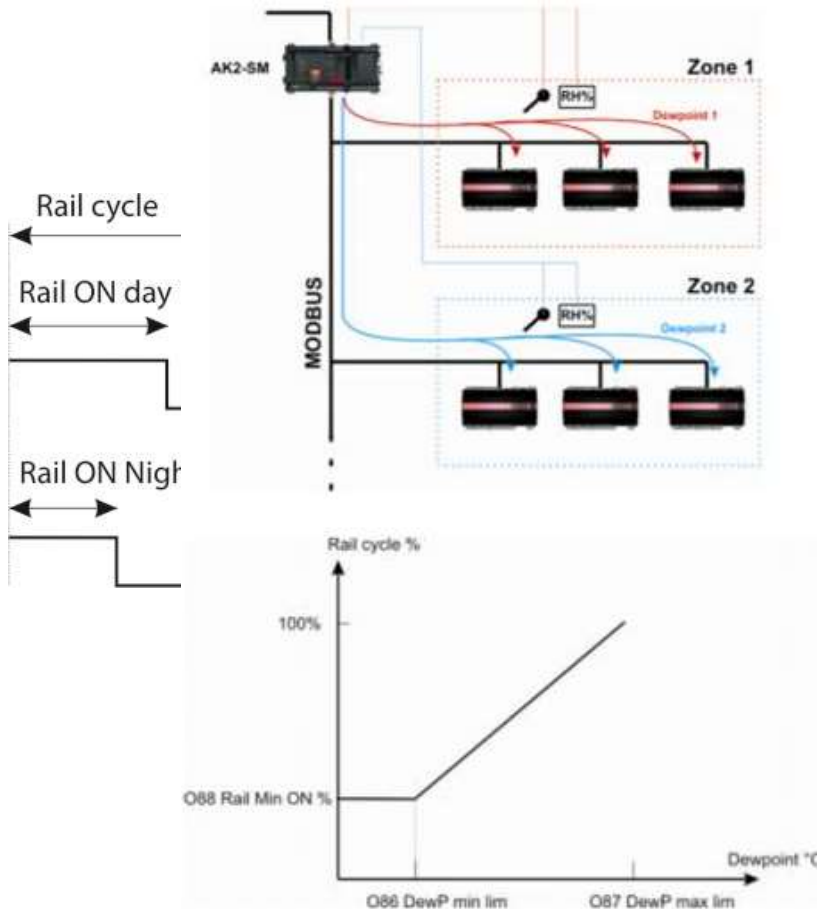 Rail cycle
Rail ON day
Rail ON Nigh
AK2-SM
Zone 1
RH%
Dewpoint 1
MODBUS
Zone 2
RH%
Dewpoint 2
Rail cycle %
100%
O88 Rail Min ON %
Dewpoint °C
O86 DewP min lim
O87 DewP max lim